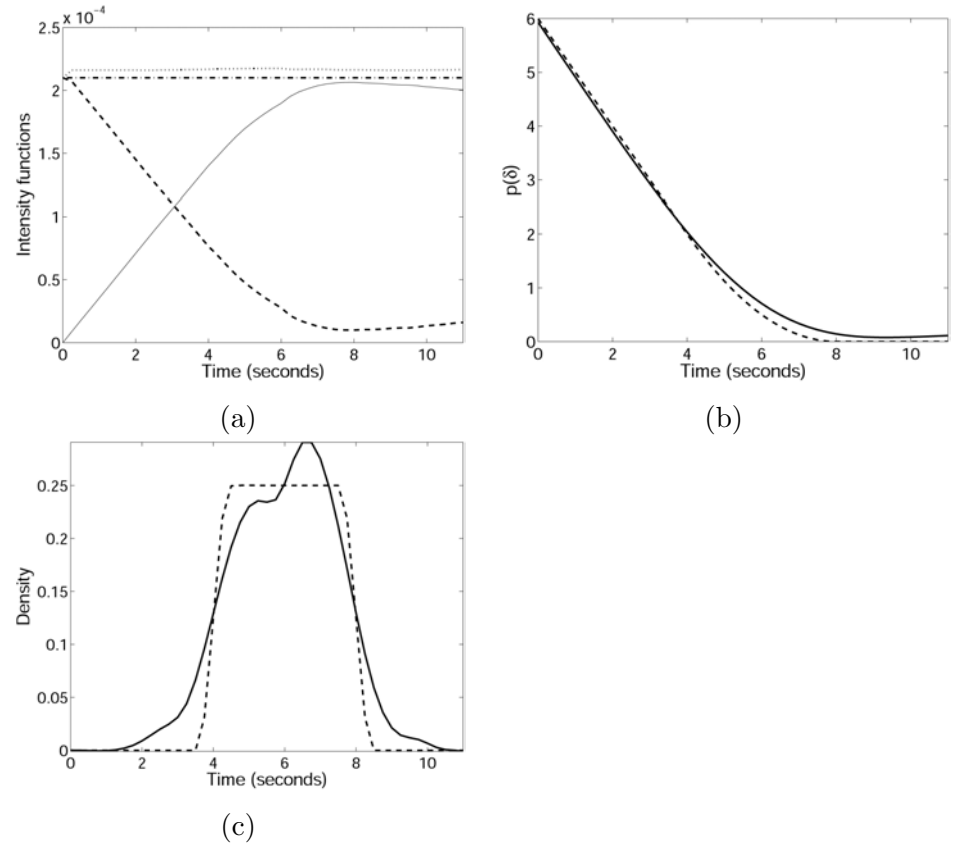 x 10⁻⁴
2.5
2
1.5
1
0.5
0
Intensity functions
0 2 4 6 8 10
Time (seconds)
(a)
6
5
4
3
2
1
0
p(δ)
0 2 4 6 8 10
Time (seconds)
(b)
0.25
0.2
0.15
0.1
0.05
0
Density
0 2 4 6 8 10
Time (seconds)
(c)